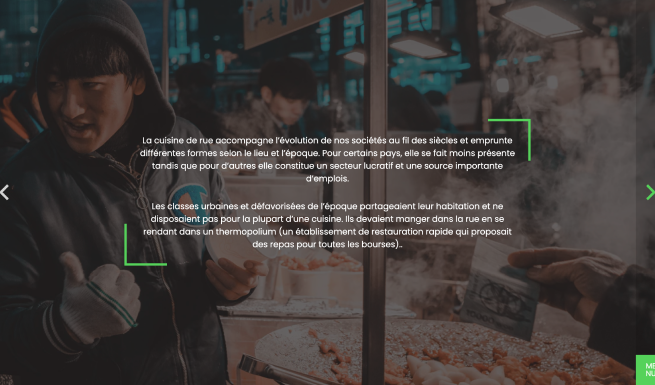 La cuisine de rue accompagne l'évolution de nos sociétés au fil des siècles et emprunte
différentes formes selon le lieu et l'époque. Pour certains pays, elle se fait moins présente
tandis que pour d'autres elle constitue un secteur lucratif et une source importante
d'emplois.
Les classes urbaines et défavorisées de l'époque partageaient leur habitation et ne
disposaient pas pour la plupart d'une cuisine. Ils devaient manger dans la rue en se
rendant dans un thermopolium (un établissement de restauration rapide qui proposait
des repas pour toutes les bourses)..
ME
NU